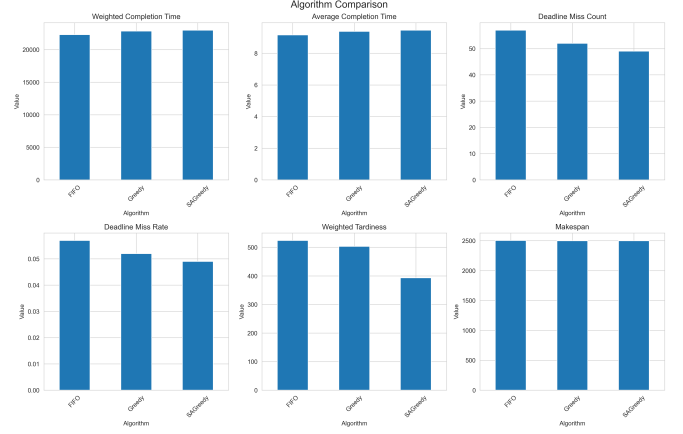 Algorithm Comparison
Weighted Completion Time
Value
20000
15000
10000
5000
0
FIFO
Greedy
SAGreedy
Algorithm
Average Completion Time
Value
8
6
4
2
0
FIFO
Greedy
SAGreedy
Algorithm
Deadline Miss Count
Value
50
40
30
20
10
0
FIFO
Greedy
SAGreedy
Algorithm
Deadline Miss Rate
Value
0.05
0.04
0.03
0.02
0.01
0.00
FIFO
Greedy
SAGreedy
Algorithm
Weighted Tardiness
Value
500
400
300
200
100
0
FIFO
Greedy
SAGreedy
Algorithm
Makespan
Value
2500
2000
1500
1000
500
0
FIFO
Greedy
SAGreedy
Algorithm